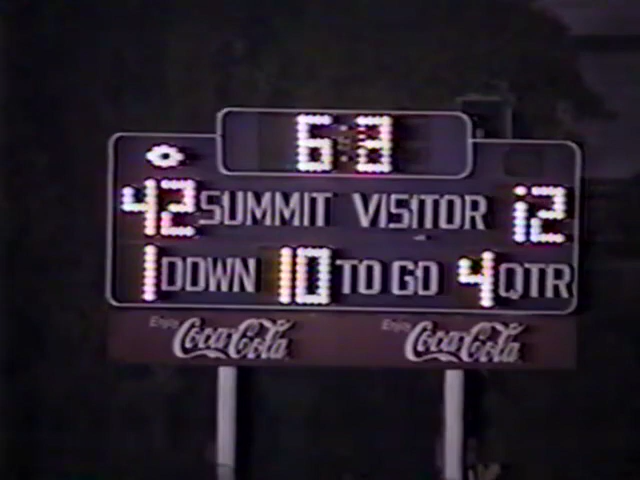 42 SUMMIT VISITOR 12
1 DOWN 10 TO GO 4 QTR
Enjoy Coca-Cola Enjoy Coca-Cola